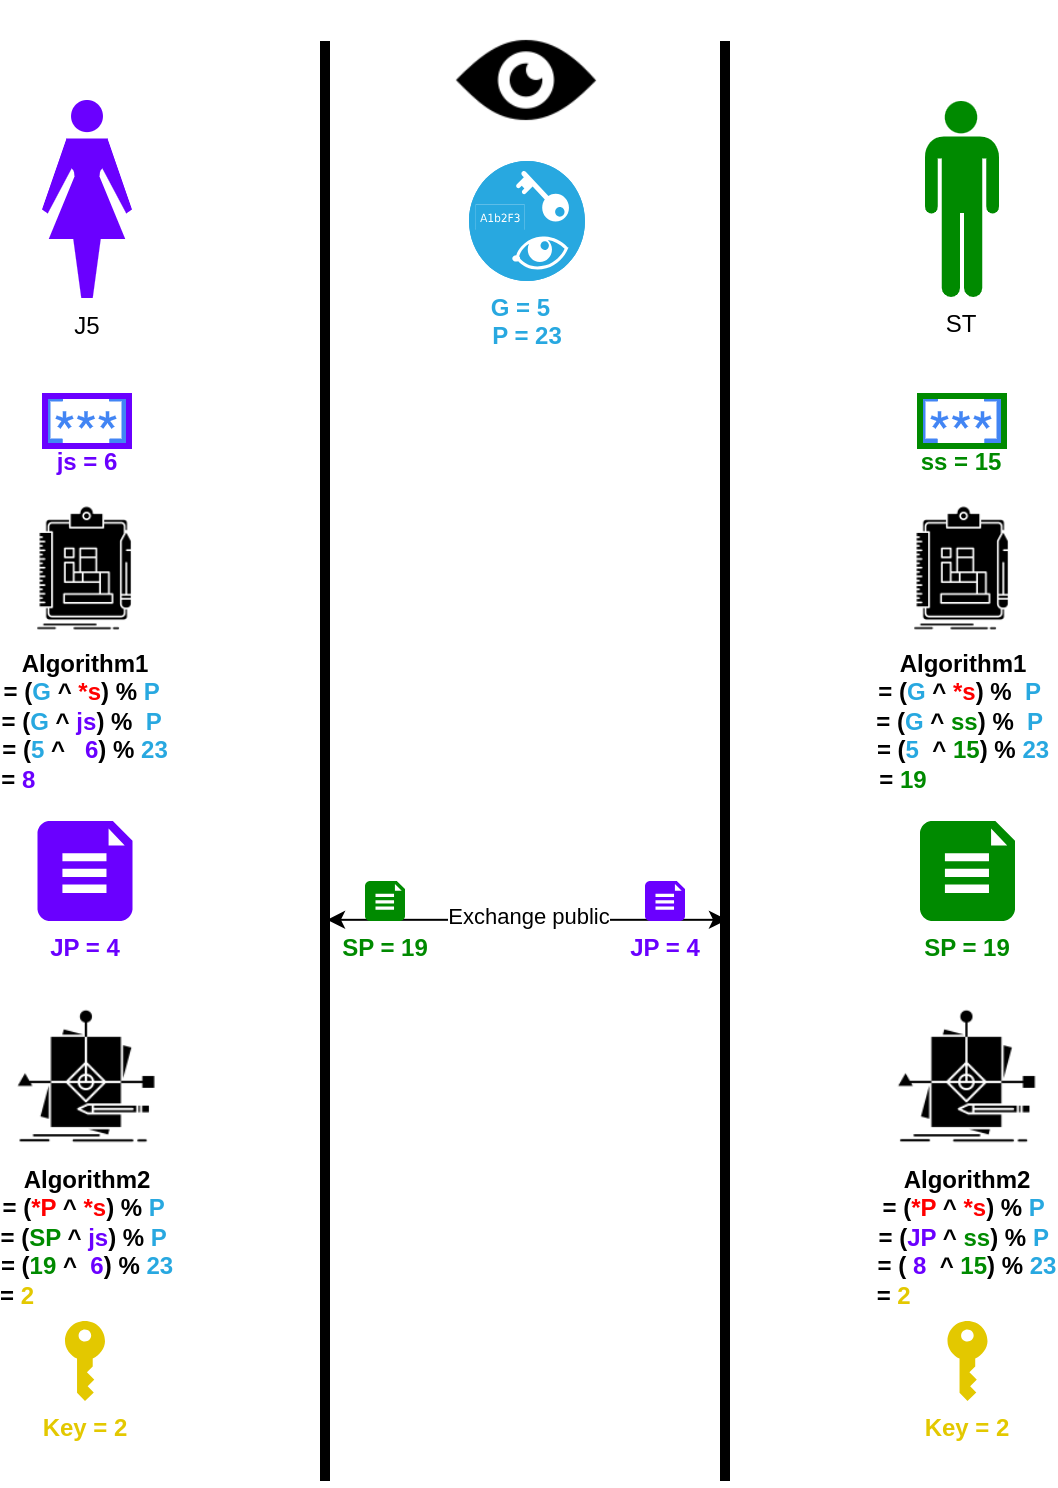 A1b2F3
G = 5
P = 23
J5
ST
***
js = 6
***
ss = 15
Algorithm1
= (G ^ *s) % P
= (G ^ js) % P
= (5 ^ 6) % 23
= 8
Algorithm1
= (G ^ *s) % P
= (G ^ ss) % P
= (5 ^ 15) % 23
= 19
JP = 4
Exchange public
SP = 19
JP = 4
SP = 19
Algorithm2
= (*P ^ *s) % P
= (SP ^ js) % P
= (19 ^ 6) % 23
= 2
Algorithm2
= (*P ^ *s) % P
= (JP ^ ss) % P
= ( 8 ^ 15) % 23
= 2
Key = 2
Key = 2